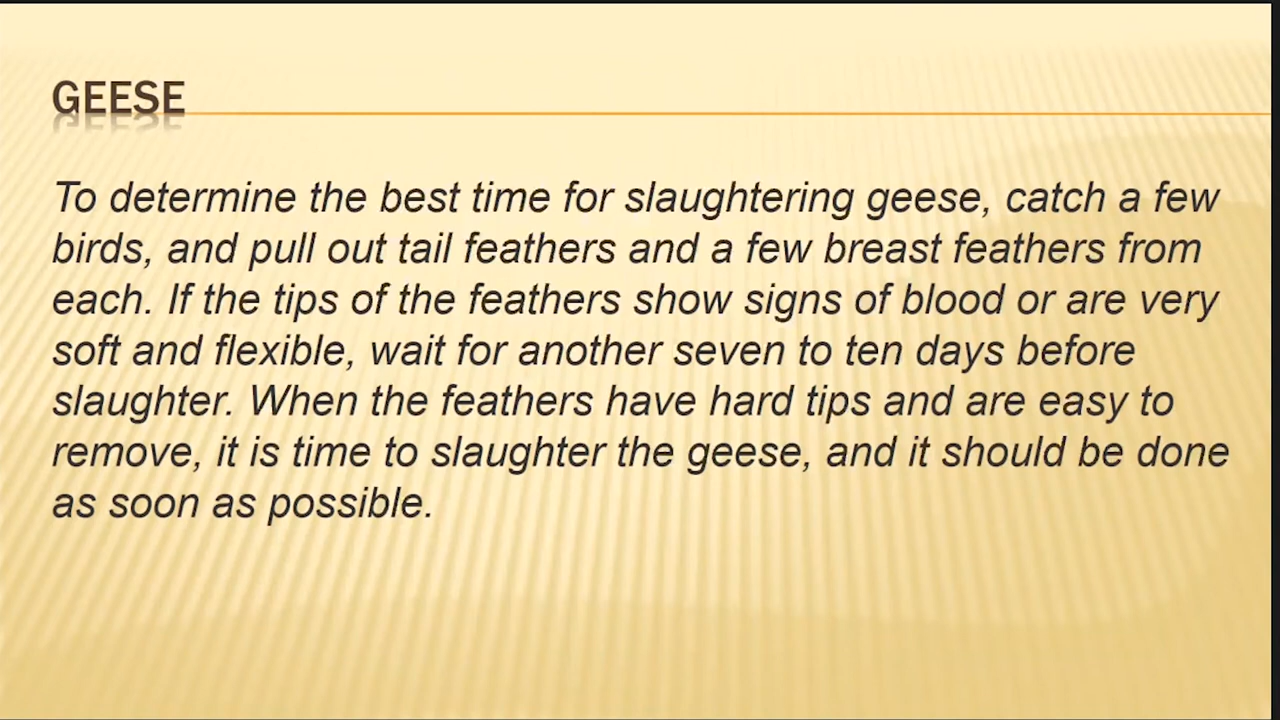 GEESE
To determine the best time for slaughtering geese, catch a few
birds, and pull out tail feathers and a few breast feathers from
each. If the tips of the feathers show signs of blood or are very
soft and flexible, wait for another seven to ten days before
slaughter. When the feathers have hard tips and are easy to
remove, it is time to slaughter the geese, and it should be done
as soon as possible.